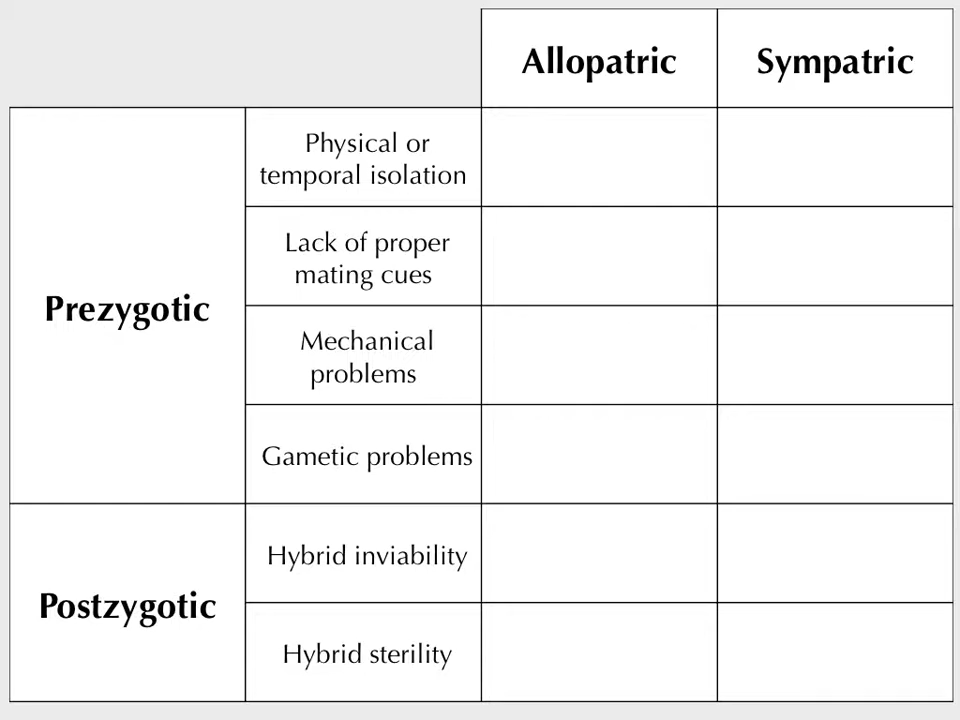 Allopatric
Sympatric
Prezygotic
Physical or
temporal isolation
Lack of proper
mating cues
Mechanical
problems
Gametic problems
Postzygotic
Hybrid inviability
Hybrid sterility